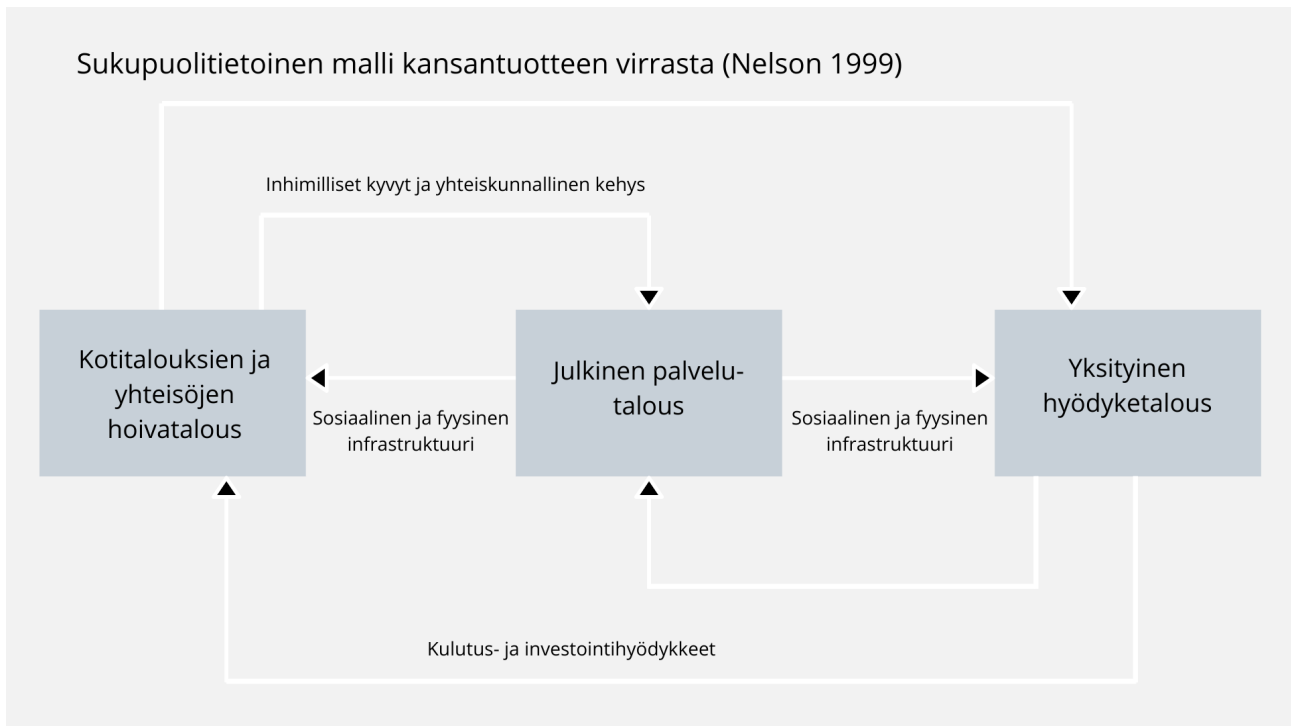 Sukupuolitietoinen malli kansantuotteen virrasta (Nelson 1999)
Inhimilliset kyvyt ja yhteiskunnallinen kehys
Kotitalouksien ja
yhteisöjen
hoivatalous
Julkinen palvelu-
talous
Yksityinen
hyödyketalous
Sosiaalinen ja fyysinen
infrastruktuuri
Sosiaalinen ja fyysinen
infrastruktuuri
Kulutus- ja investointihyödykkeet